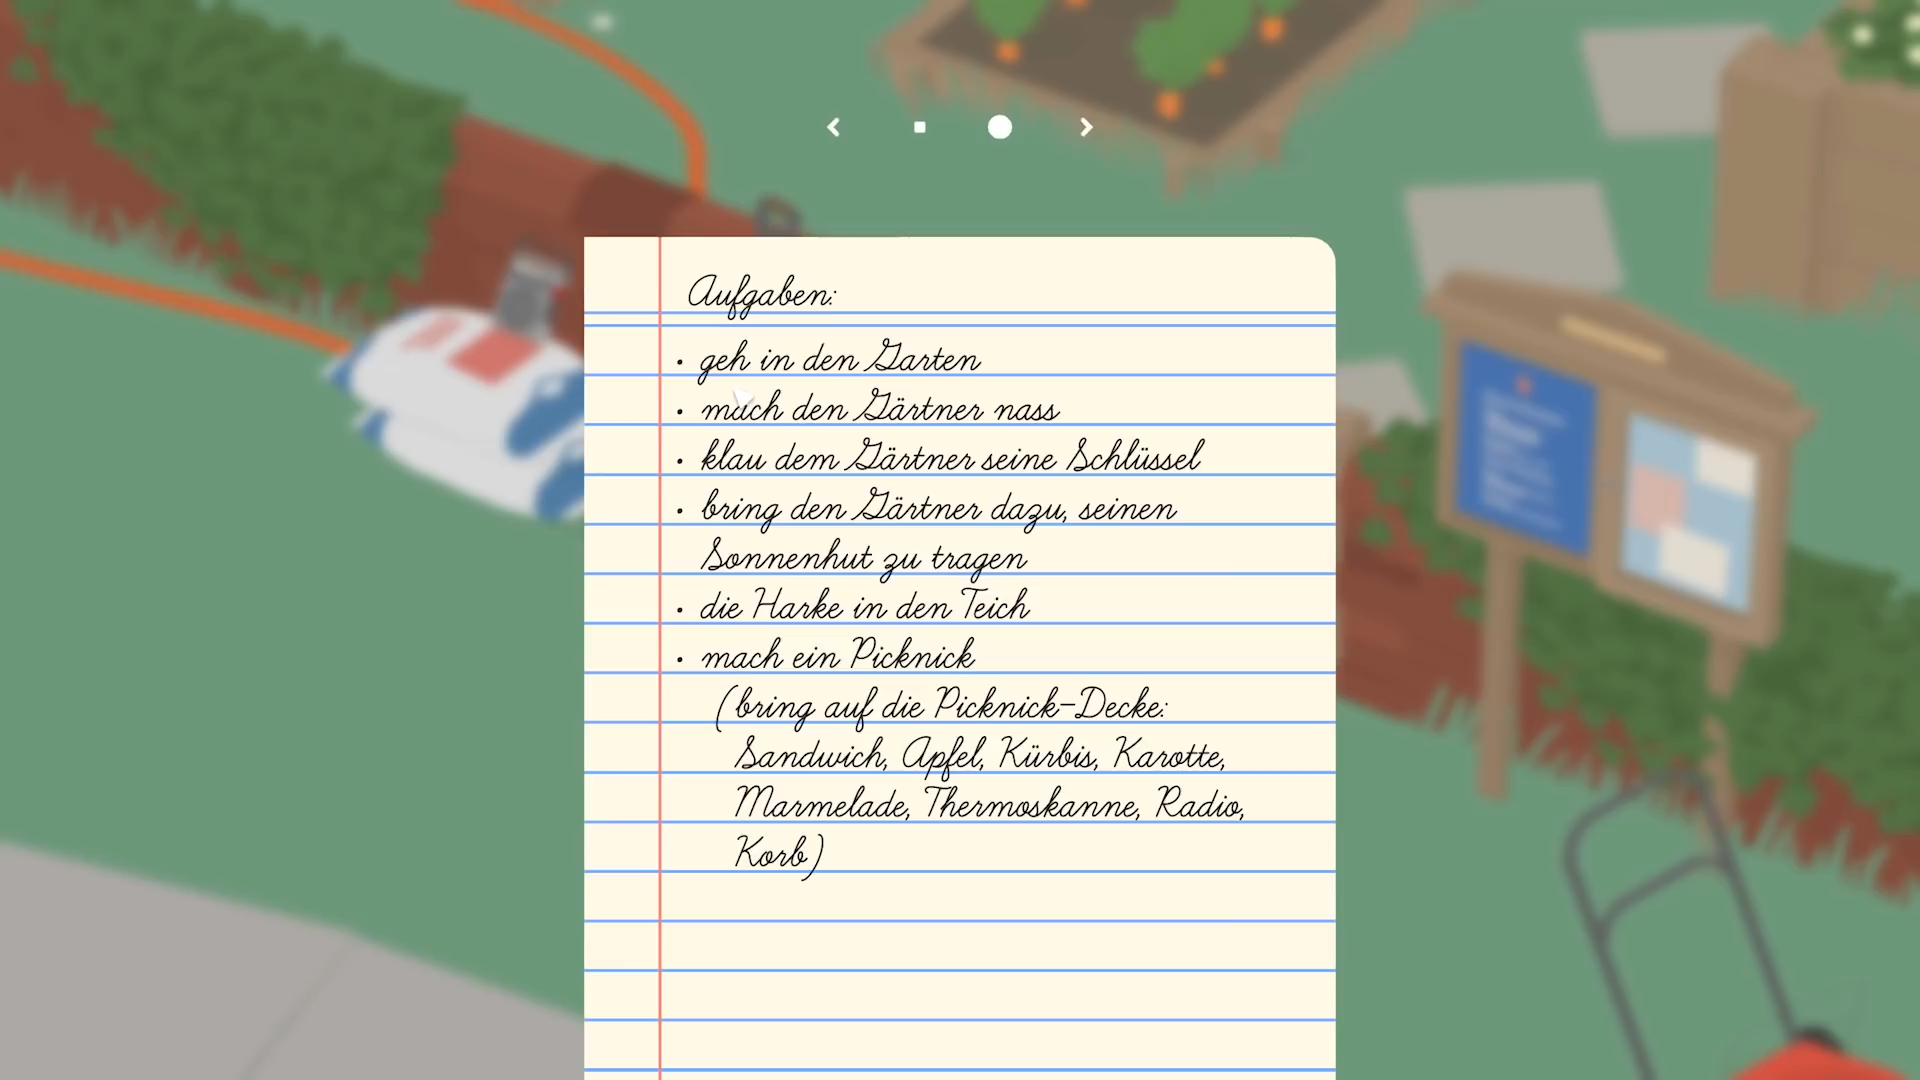 Aufgaben:
• geh in den Garten
• mach den Gärtner nass
• klau dem Gärtner seine Schlüssel
• bring den Gärtner dazu, seinen
Sonnenhut zu tragen
• die Harke in den Teich
• mach ein Picknick
(bring auf die Picknick-Decke:
Sandwich, Apfel, Kürbis, Karotte,
Marmelade, Thermoskanne, Radio,
Korb)